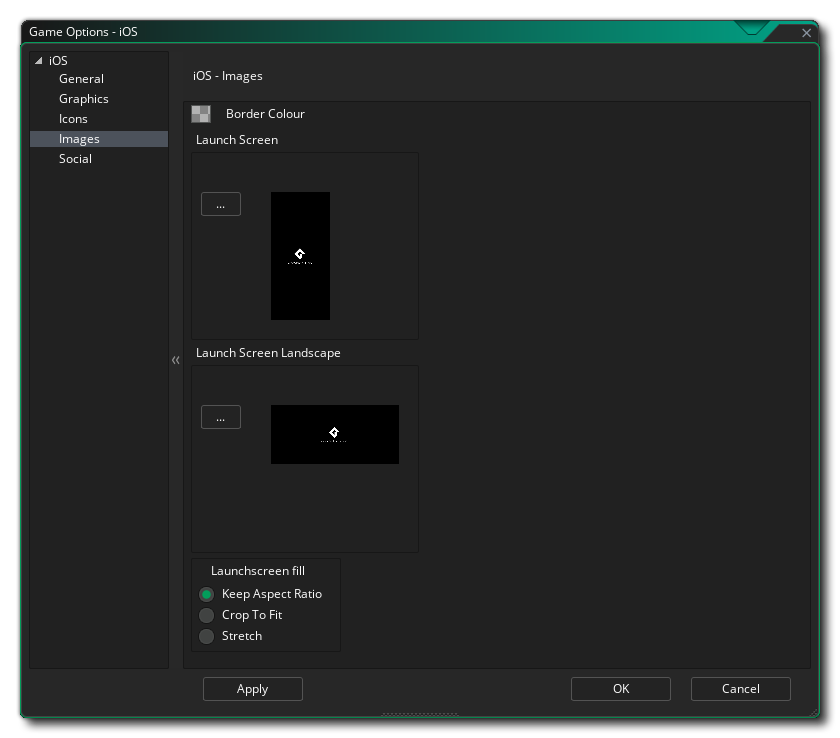 Game Options - iOS
iOS
General
Graphics
Icons
Images
Social
iOS - Images
Border Colour
Launch Screen
...
Launch Screen Landscape
...
Launchscreen fill
Keep Aspect Ratio
Crop To Fit
Stretch
Apply
OK
Cancel